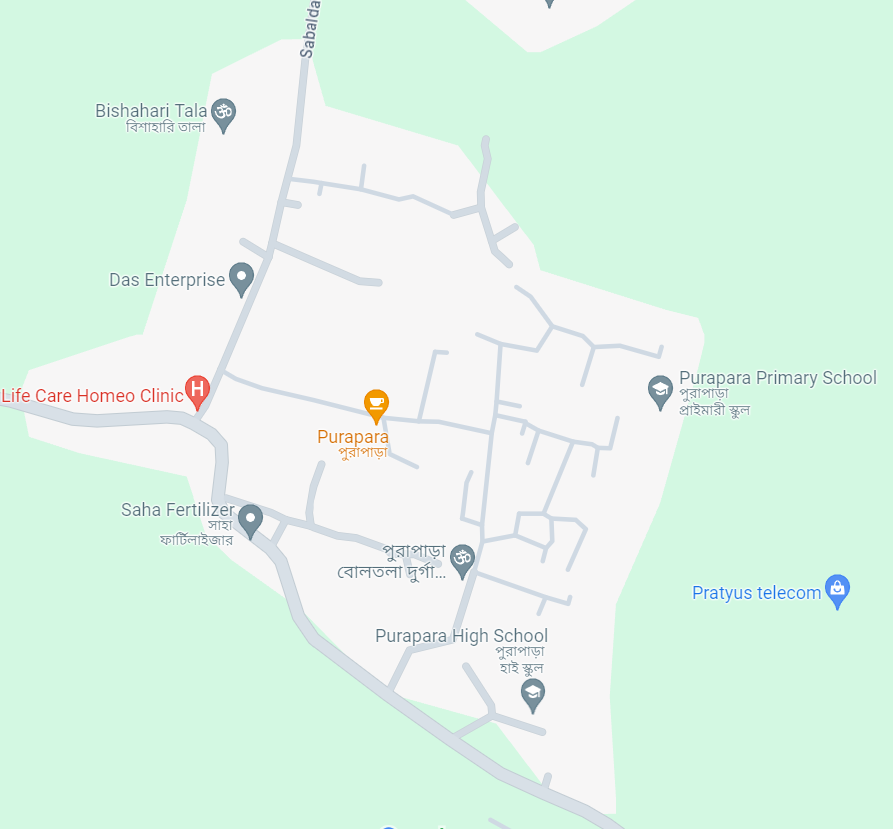 Sabalda
Bishahari Tala
বিশাহারি তালা
Das Enterprise
Life Care Homeo Clinic
Purapara Primary School
পুরাপাড়া
প্রাইমারী স্কুল
Purapara
পুরাপাড়া
Saha Fertilizer
সাহা
ফার্টিলাইজার
পুরাপাড়া
বোলতলা দুর্গা...
Pratyus telecom
Purapara High School
পুরাপাড়া
হাই স্কুল